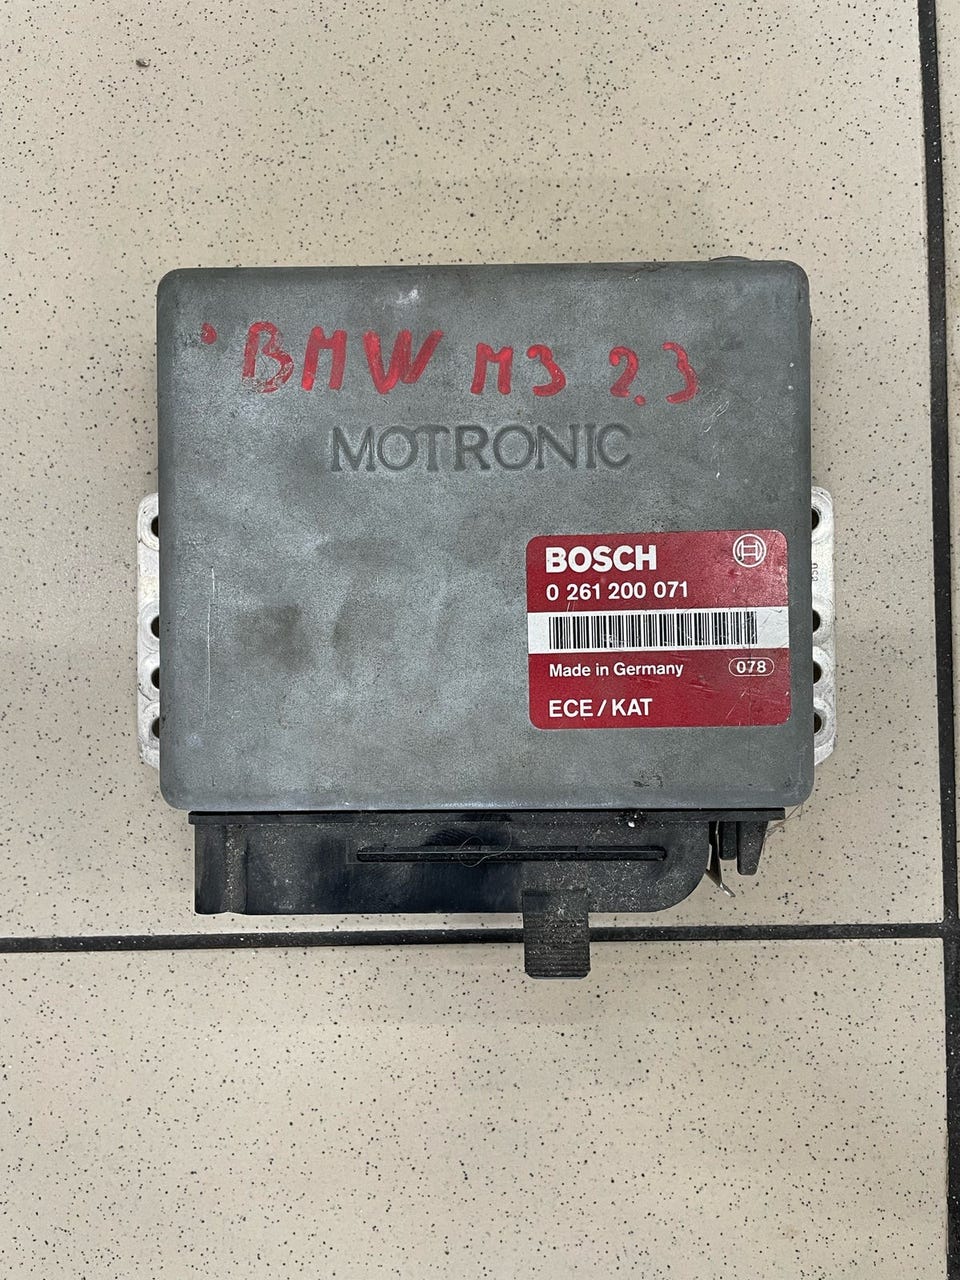 BMW M3 2.3
MOTRONIC
BOSCH
0 261 200 071
Made in Germany 078
ECE / KAT